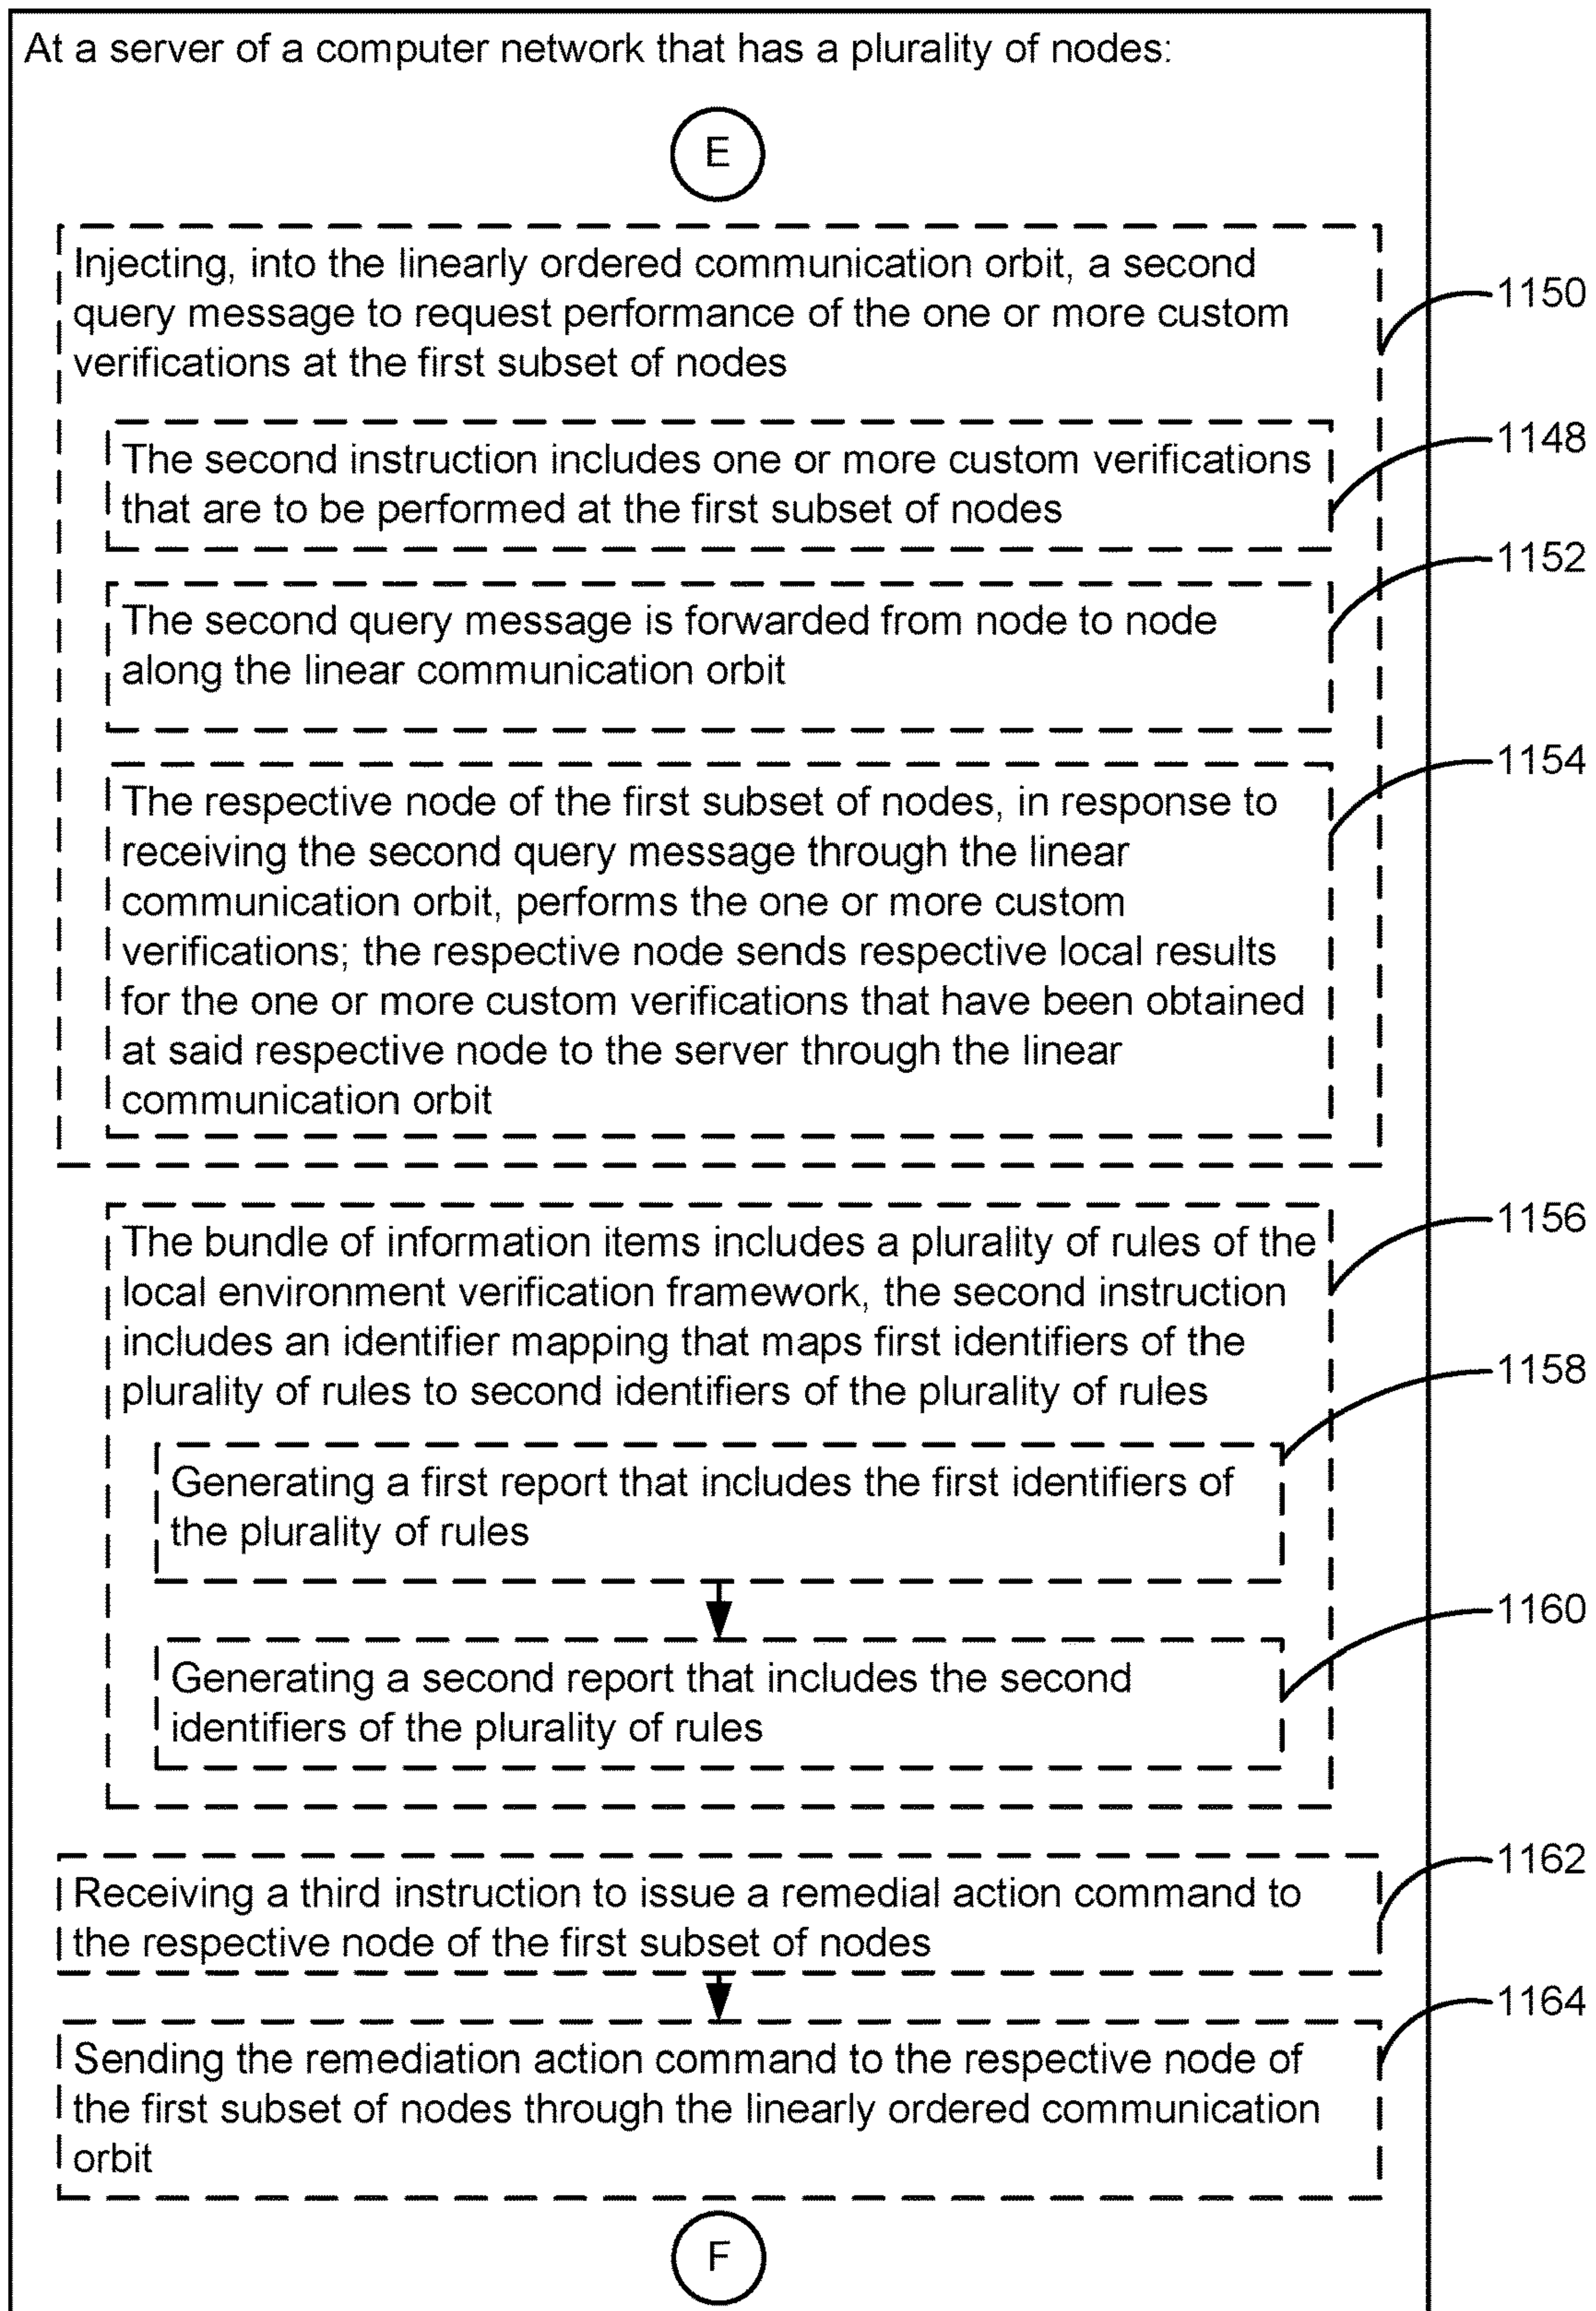 At a server of a computer network that has a plurality of nodes:
E
Injecting, into the linearly ordered communication orbit, a second
query message to request performance of the one or more custom
verifications at the first subset of nodes
1150
The second instruction includes one or more custom verifications
that are to be performed at the first subset of nodes
1148
The second query message is forwarded from node to node
along the linear communication orbit
1152
The respective node of the first subset of nodes, in response to
receiving the second query message through the linear
communication orbit, performs the one or more custom
verifications; the respective node sends respective local results
for the one or more custom verifications that have been obtained
at said respective node to the server through the linear
communication orbit
1154
The bundle of information items includes a plurality of rules of the
local environment verification framework, the second instruction
includes an identifier mapping that maps first identifiers of the
plurality of rules to second identifiers of the plurality of rules
1156
Generating a first report that includes the first identifiers of
the plurality of rules
1158
Generating a second report that includes the second
identifiers of the plurality of rules
1160
Receiving a third instruction to issue a remedial action command to
the respective node of the first subset of nodes
1162
Sending the remediation action command to the respective node of
the first subset of nodes through the linearly ordered communication
orbit
1164
F